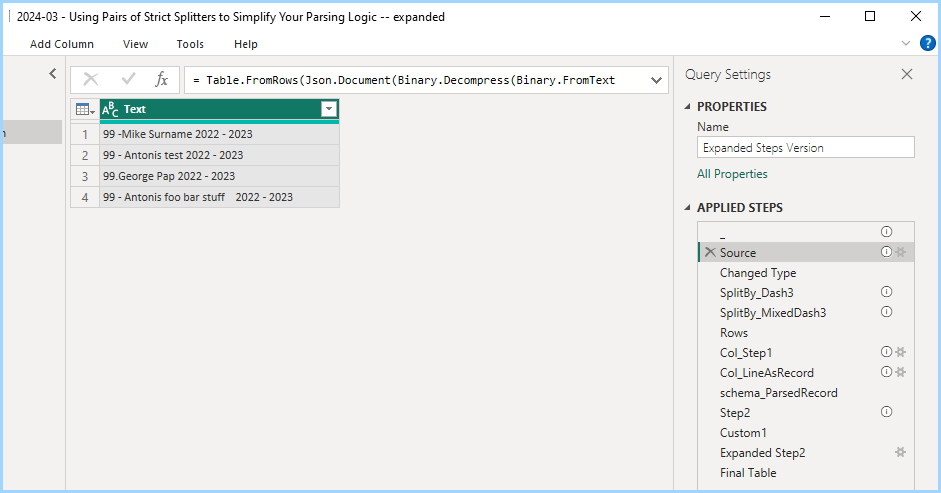 2024-03 - Using Pairs of Strict Splitters to Simplify Your Parsing Logic -- expanded
Add Column View Tools Help
?
fx = Table.FromRows(Json.Document(Binary.Decompress(Binary.FromText
Query Settings
PROPERTIES
Name
Expanded Steps Version
All Properties
APPLIED STEPS
_
Source
Changed Type
SplitBy_Dash3
SplitBy_MixedDash3
Rows
Col_Step1
Col_LineAsRecord
schema_ParsedRecord
Step2
Custom1
Expanded Step2
Final Table
ABC Text
1 99 -Mike Surname 2022 - 2023
2 99 - Antonis test 2022 - 2023
3 99.George Pap 2022 - 2023
4 99 - Antonis foo bar stuff    2022 - 2023